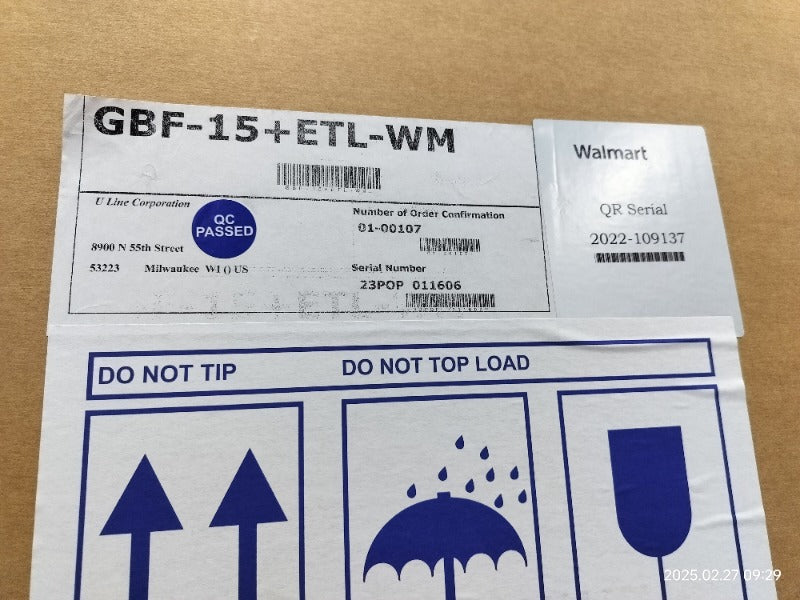 GBF-15+ETL-WM
U Line Corporation
QC
PASSED
8900 N 55th Street
53223 Milwaukee WI () US
Number of Order Confirmation
01-00107
Serial Number
23POP 011606
Walmart
QR Serial
2022-109137
DO NOT TIP
DO NOT TOP LOAD
2025.02.27 09:29